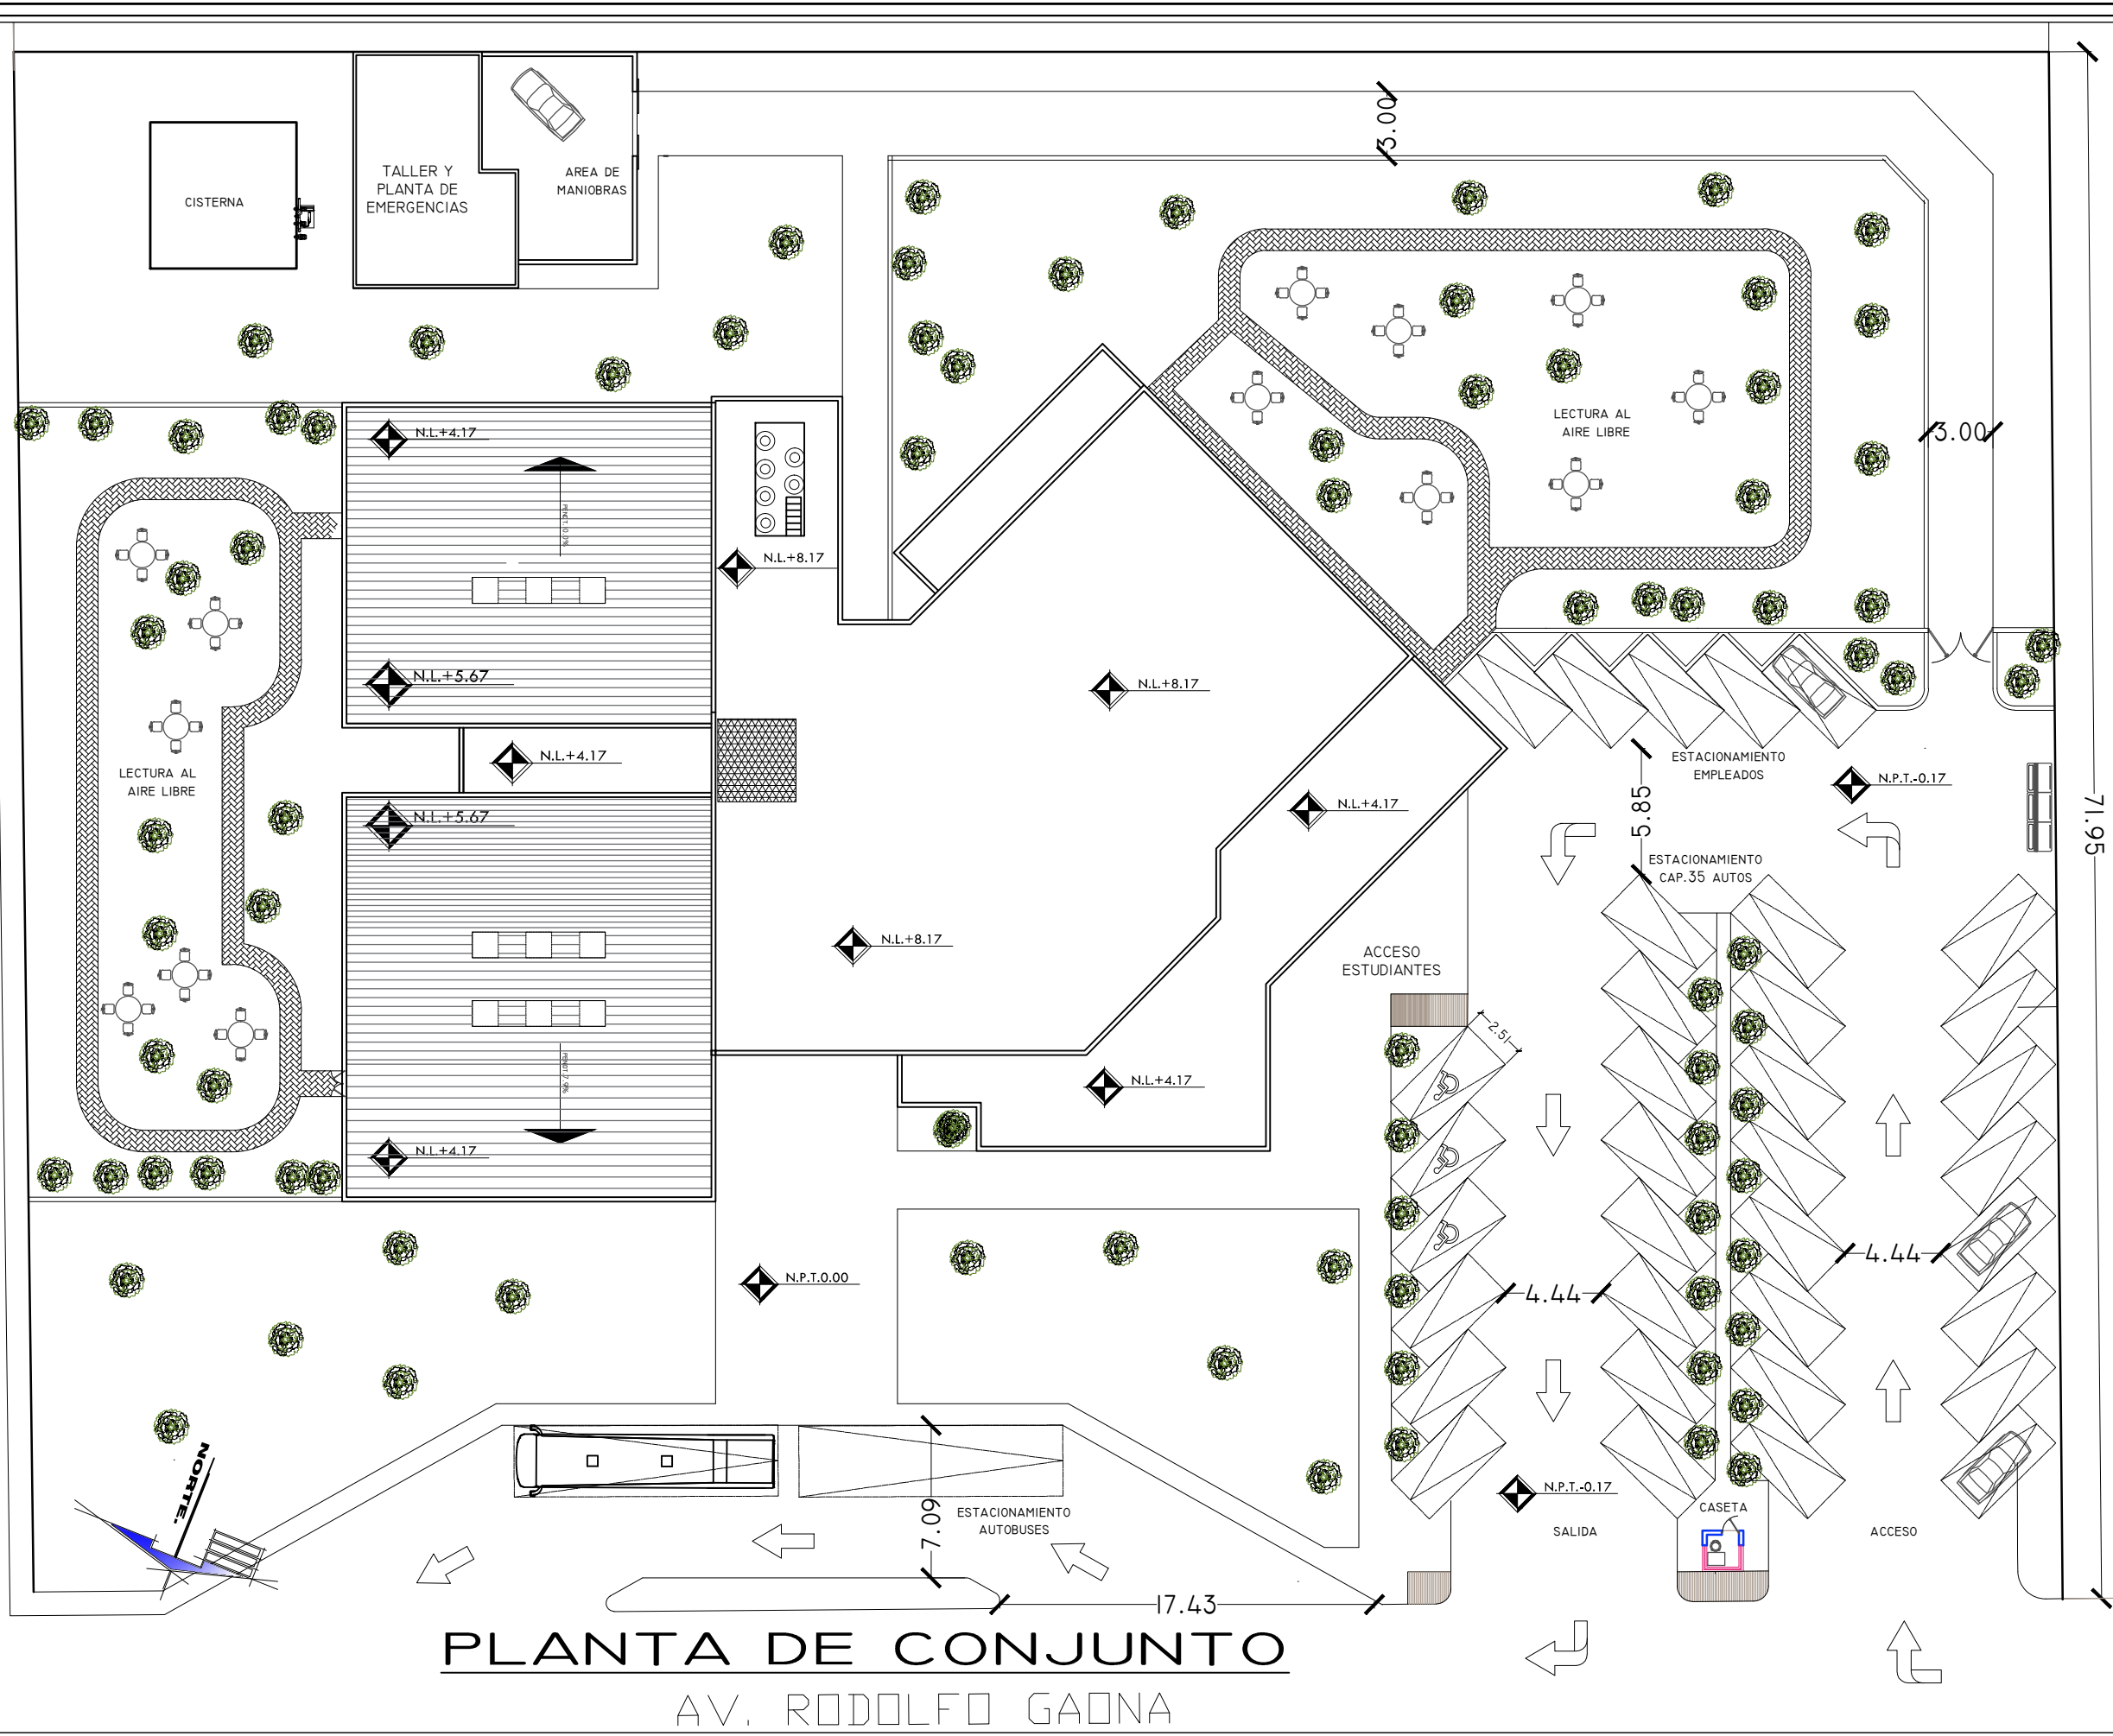 3.00
TALLER Y
PLANTA DE
EMERGENCIAS
AREA DE
MANIOBRAS
CISTERNA
N.L.+4.17
LECTURA AL
AIRE LIBRE
3.00
N.L.+8.17
N.L.+5.67
N.L.+8.17
N.L.+4.17
LECTURA AL
AIRE LIBRE
ESTACIONAMIENTO
EMPLEADOS
N.P.T.-0.17
5.85
71.95
N.L.+5.67
N.L.+4.17
ESTACIONAMIENTO
CAP.35 AUTOS
N.L.+8.17
ACCESO
ESTUDIANTES
2.51
N.L.+4.17
PENDT.7.9%
N.L.+4.17
4.44
N.P.T.0.00
4.44
NORTE.
N.P.T.-0.17
7.09
ESTACIONAMIENTO
AUTOBUSES
CASETA
SALIDA
ACCESO
17.43
PLANTA DE CONJUNTO
AV. RODOLFO GAONA